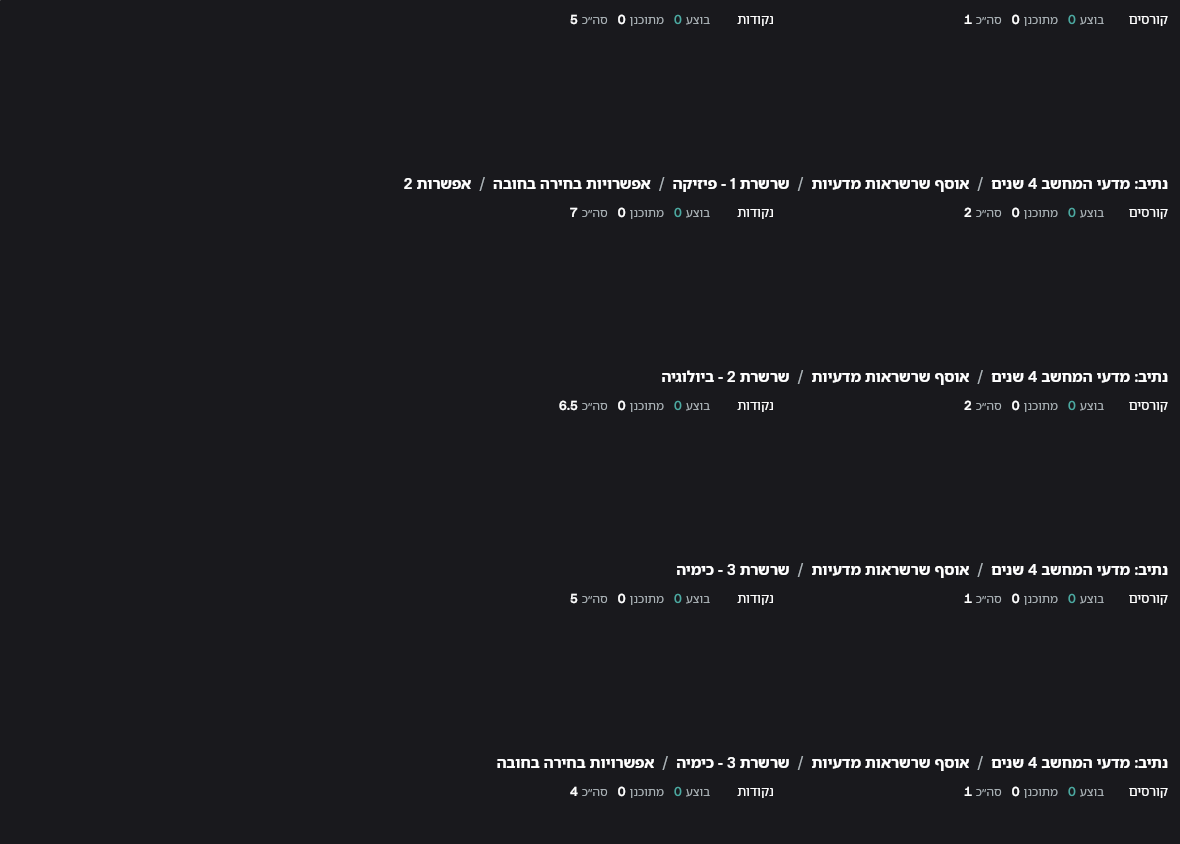 קורסים בוצע 0 מתוכנן 0 סה״כ 1 נקודות בוצע 0 מתוכנן 0 סה״כ 5
נתיב: מדעי המחשב 4 שנים / אוסף שרשראות מדעיות / שרשרת 1 - פיזיקה / אפשרויות בחירה בחובה / אפשרות 2
קורסים בוצע 0 מתוכנן 0 סה״כ 2 נקודות בוצע 0 מתוכנן 0 סה״כ 7
נתיב: מדעי המחשב 4 שנים / אוסף שרשראות מדעיות / שרשרת 2 - ביולוגיה
קורסים בוצע 0 מתוכנן 0 סה״כ 2 נקודות בוצע 0 מתוכנן 0 סה״כ 6.5
נתיב: מדעי המחשב 4 שנים / אוסף שרשראות מדעיות / שרשרת 3 - כימיה
קורסים בוצע 0 מתוכנן 0 סה״כ 1 נקודות בוצע 0 מתוכנן 0 סה״כ 5
נתיב: מדעי המחשב 4 שנים / אוסף שרשראות מדעיות / שרשרת 3 - כימיה / אפשרויות בחירה בחובה
קורסים בוצע 0 מתוכנן 0 סה״כ 1 נקודות בוצע 0 מתוכנן 0 סה״כ 4